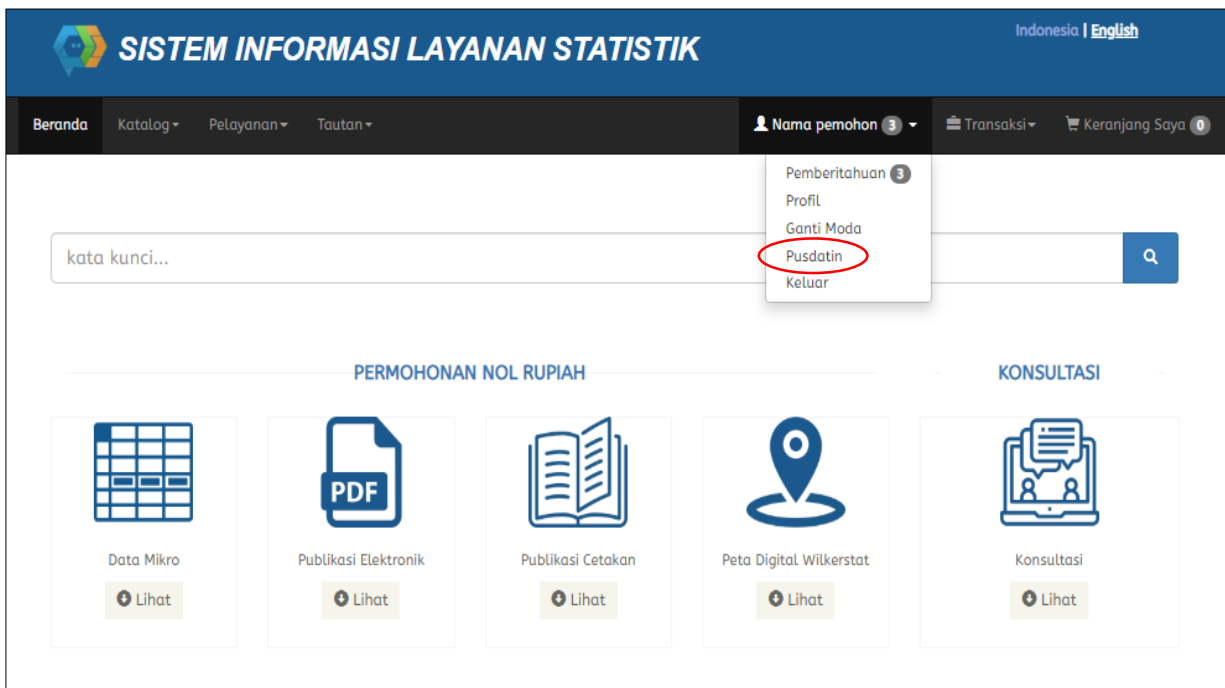 Indonesia | English
SISTEM INFORMASI LAYANAN STATISTIK
Beranda Katalog Pelayanan Tautan Nama pemohon 3 Transaksi Keranjang Saya 0
Pemberitahuan 3
Profil
Ganti Moda
Pusdatin
Keluar
kata kunci...
PERMOHONAN NOL RUPIAH KONSULTASI
PDF
Data Mikro Publikasi Elektronik Publikasi Cetakan Peta Digital Wilkerstat Konsultasi
Lihat Lihat Lihat Lihat Lihat